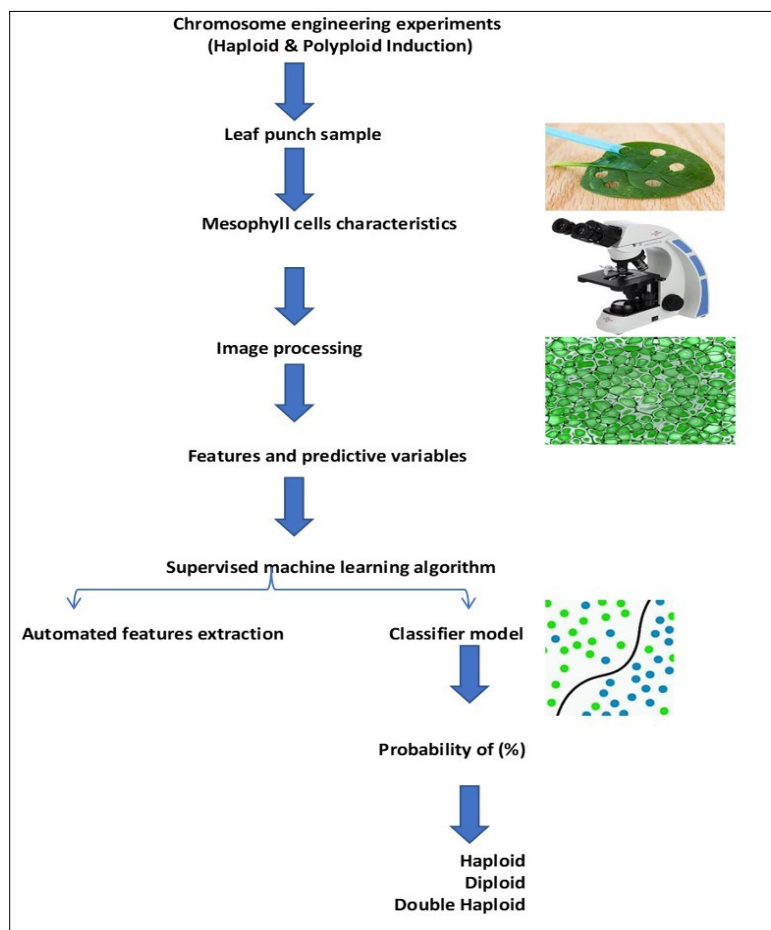 Chromosome engineering experiments
(Haploid & Polyploid Induction)
Leaf punch sample
Mesophyll cells characteristics
Image processing
Features and predictive variables
Supervised machine learning algorithm
Automated features extraction
Classifier model
Probability of (%)
Haploid
Diploid
Double Haploid